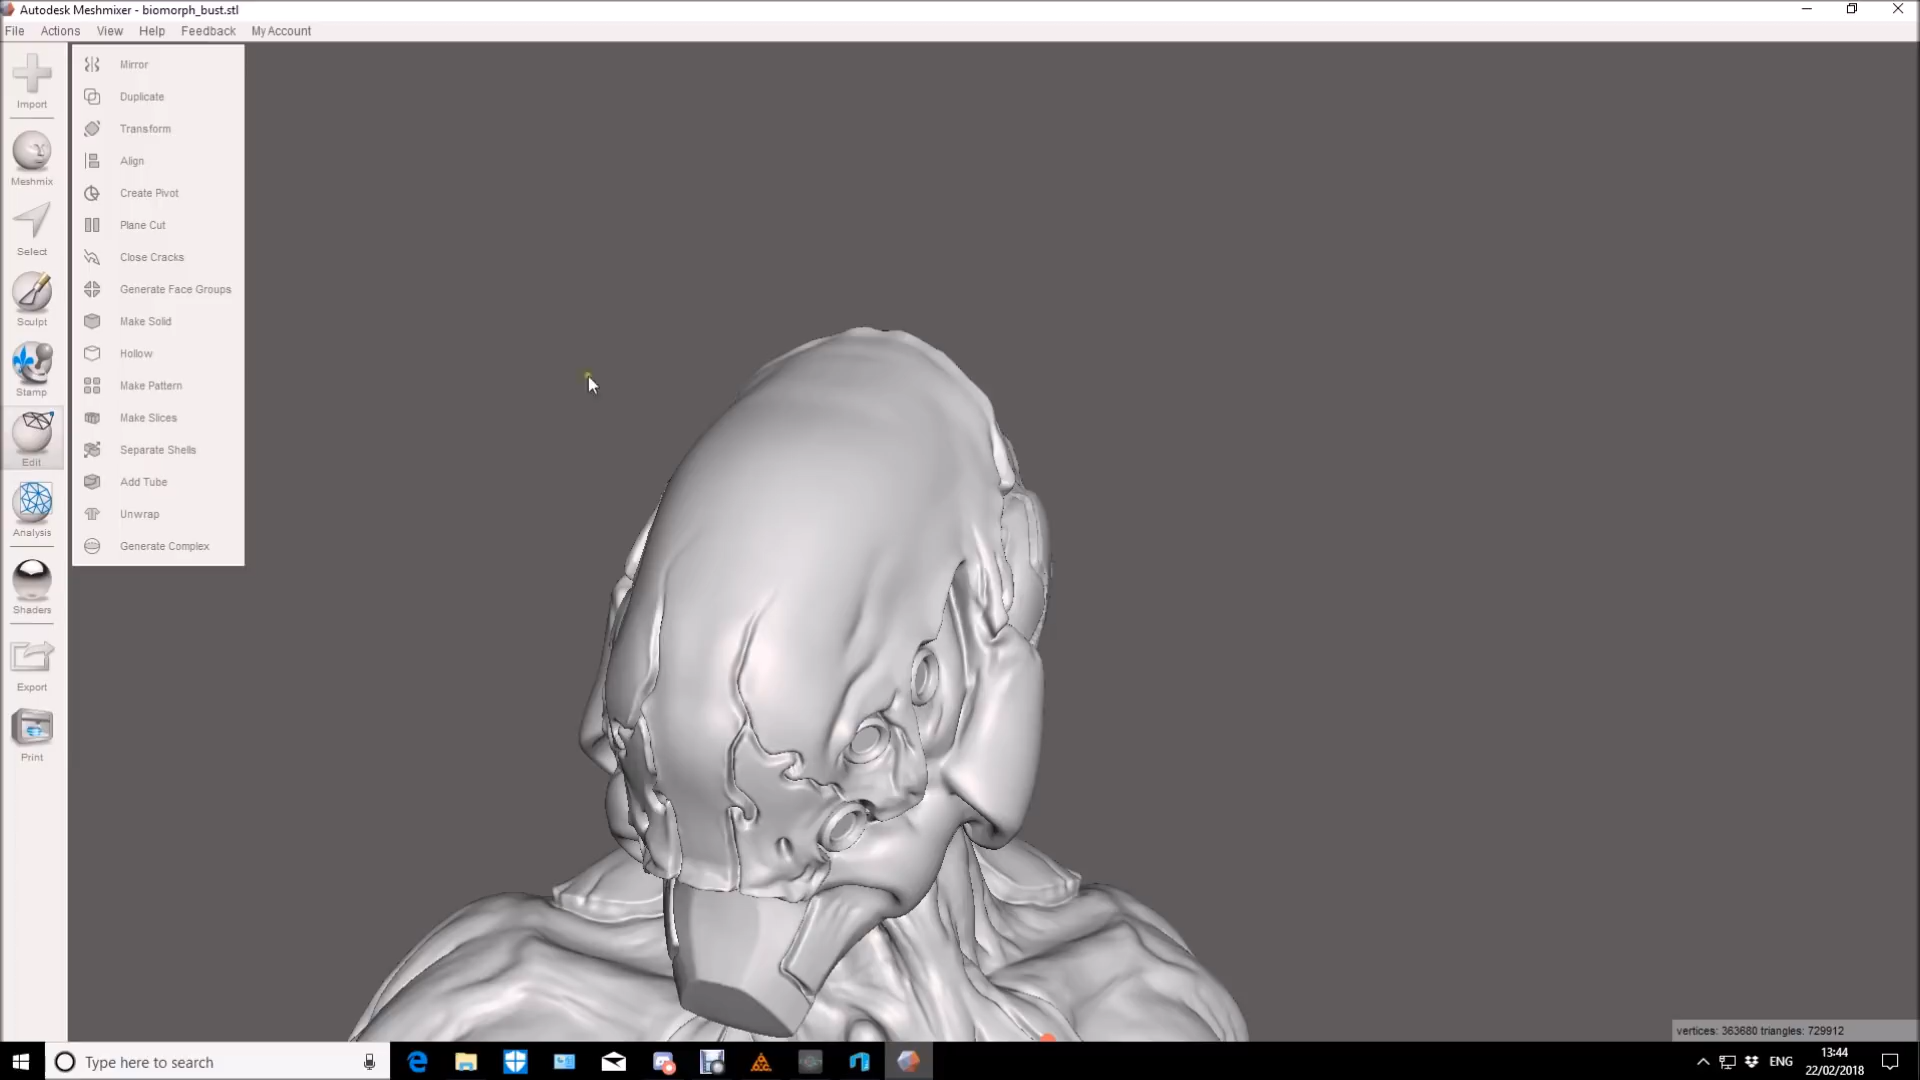 Autodesk Meshmixer - biomorph_bust.stl
File Actions View Help Feedback My Account
Import
Meshmix
Select
Sculpt
Stamp
Edit
Analysis
Shaders
Export
Print
Mirror
Duplicate
Transform
Align
Create Pivot
Plane Cut
Close Cracks
Generate Face Groups
Make Solid
Hollow
Make Pattern
Make Slices
Separate Shells
Add Tube
Unwrap
Generate Complex
vertices: 363680 triangles: 729912
Type here to search
ENG
13:44
22/02/2018